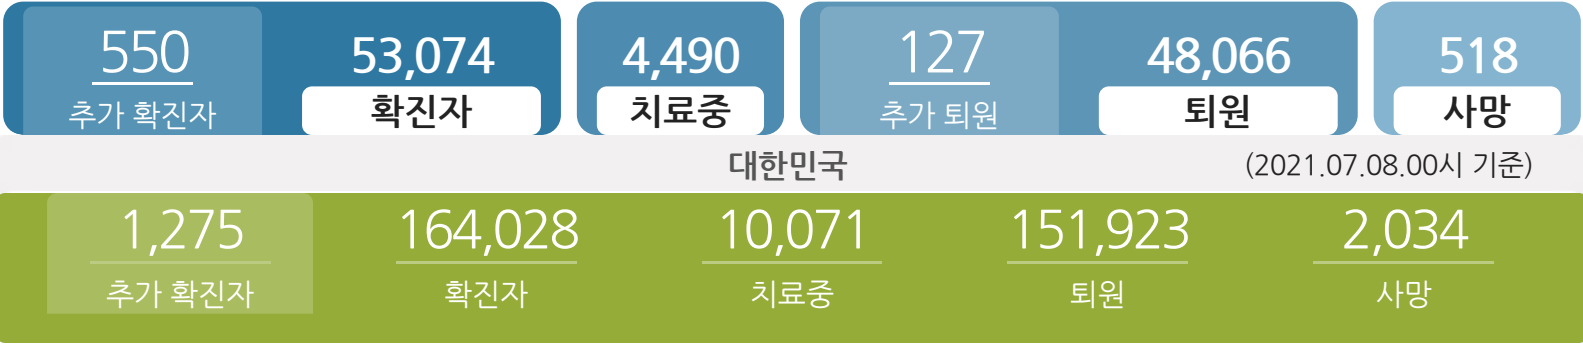 550 53,074 4,490 127 48,066 518
추가 확진자 확진자 치료중 추가 퇴원 퇴원 사망
대한민국 (2021.07.08.00시 기준)
1,275 164,028 10,071 151,923 2,034
추가 확진자 확진자 치료중 퇴원 사망